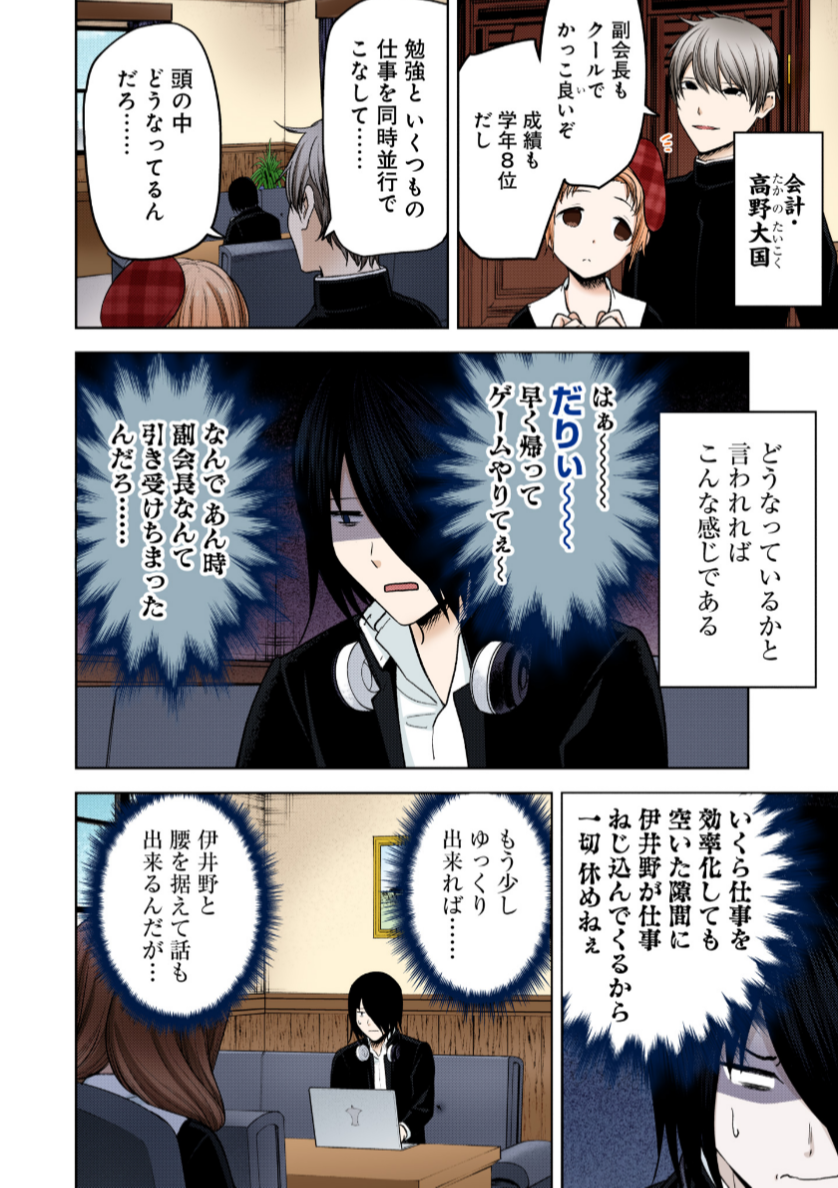 副会長も
クールで
かっこ良いぞ
い
成績も
学年8位
だし
会計・
高野大国
たかのたいこく
勉強といくつもの
仕事を同時並行で
こなして……
頭の中
どうなってるん
だろ……
どうなっているかと
言われれば
こんな感じである
はぁ〜〜〜〜
だりぃ〜〜〜
早く帰って
ゲームやりてぇ〜
なんであん時
副会長なんて
引き受けちまった
んだろ……
いくら仕事を
効率化しても
空いた隙間に
伊井野が仕事
ねじ込んでくるから
一切休めねぇ
もう少し
ゆっくり
出来れば……
伊井野と
腰を据えて話も
出来るんだが…